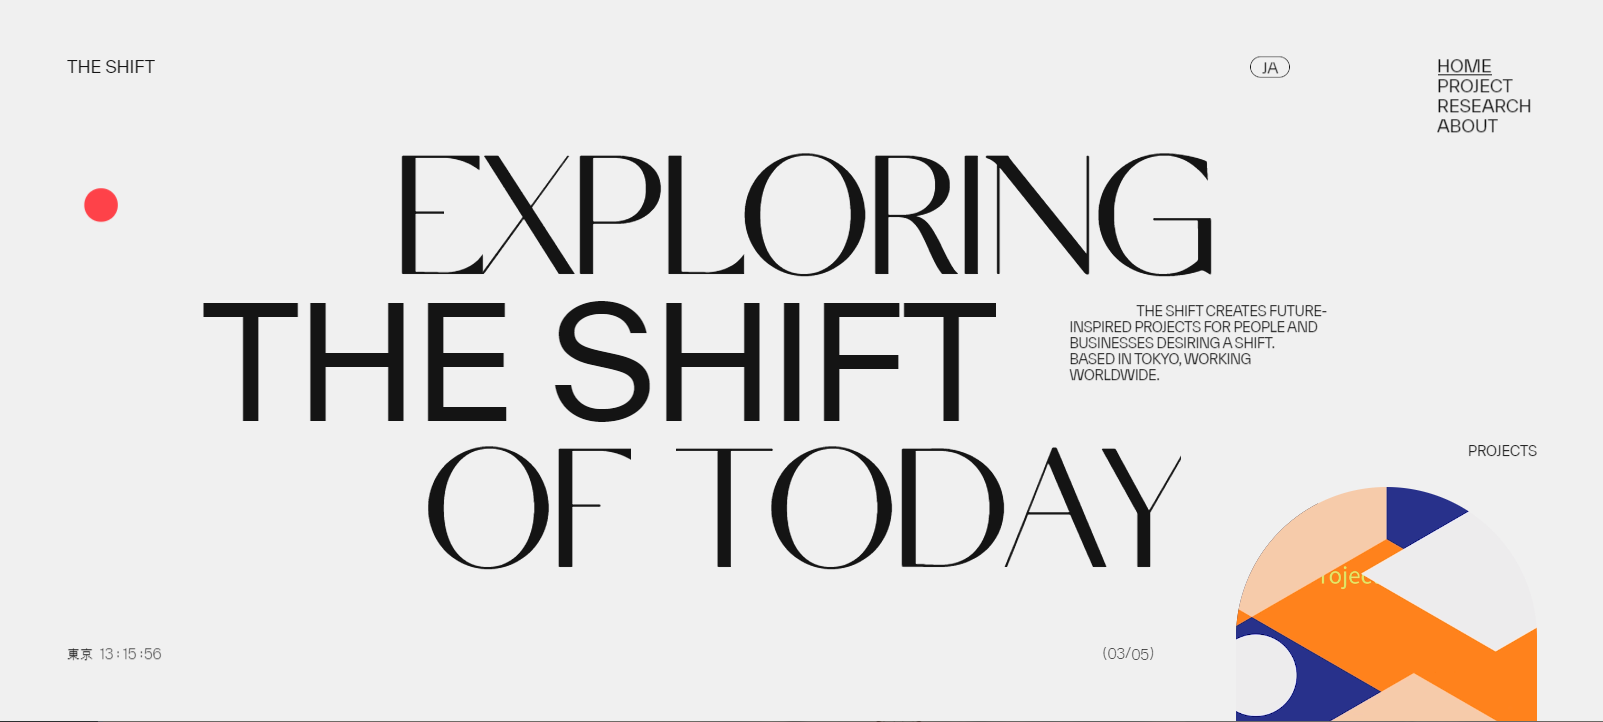 THE SHIFT
JA
HOME
PROJECT
RESEARCH
ABOUT
EXPLORING
THE SHIFT
OF TODAY
THE SHIFT CREATES FUTURE-
INSPIRED PROJECTS FOR PEOPLE AND
BUSINESSES DESIRING A SHIFT.
BASED IN TOKYO, WORKING
WORLDWIDE.
PROJECTS
東京 13:15:56
(03/05)